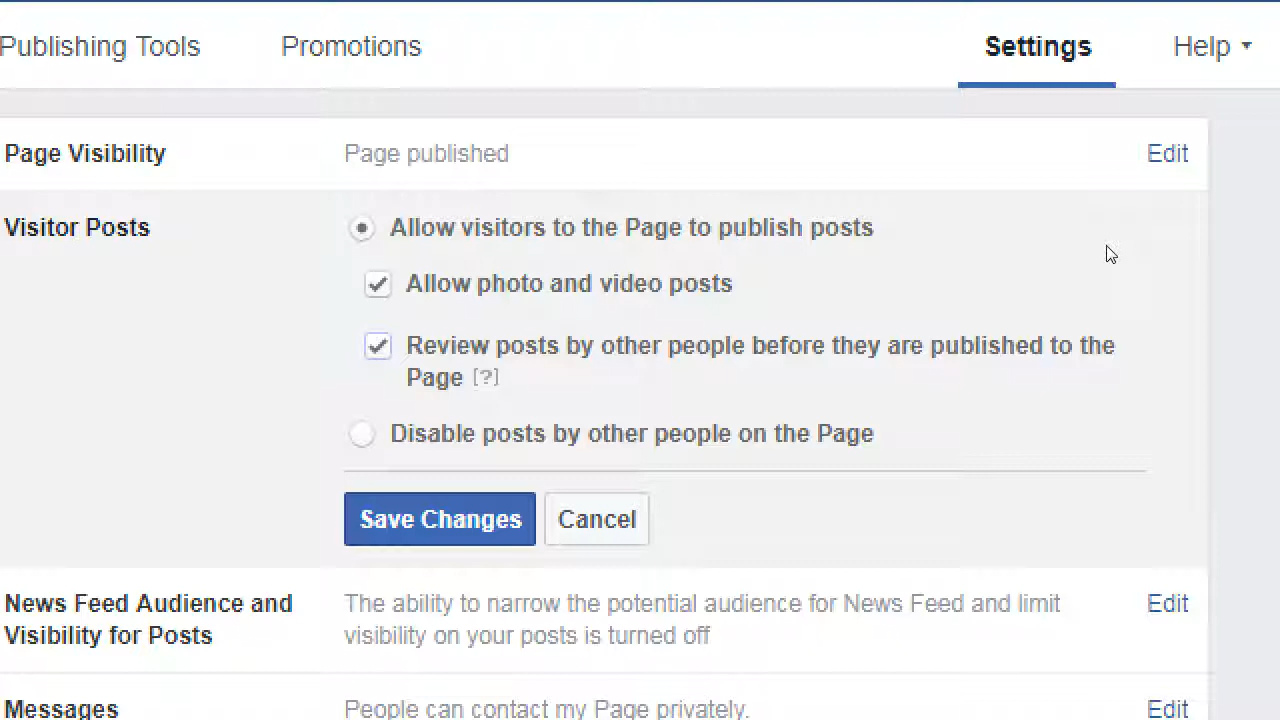 Publishing Tools Promotions Settings Help
Page Visibility Page published Edit
Visitor Posts Allow visitors to the Page to publish posts
Allow photo and video posts
Review posts by other people before they are published to the
Page [?]
Disable posts by other people on the Page
Save Changes Cancel
News Feed Audience and The ability to narrow the potential audience for News Feed and limit Edit
Visibility for Posts visibility on your posts is turned off
Messages People can contact my Page privately. Edit